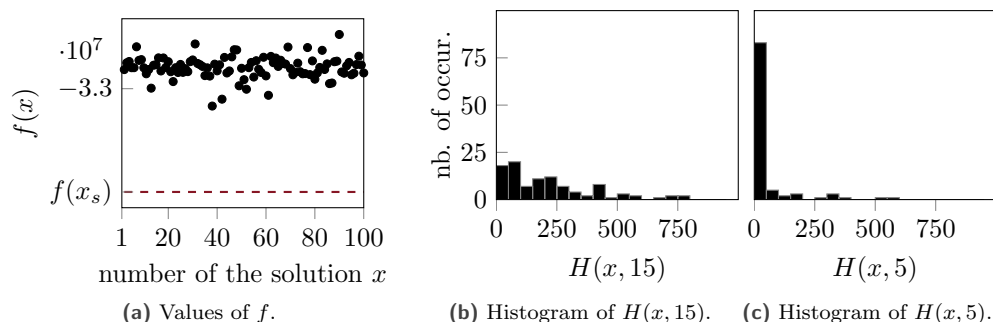 ·10⁷
−3.3
f(x)
f(x_s)
1 20 40 60 80 100
number of the solution x
(a) Values of f.
75
50
25
0
nb. of occur.
0 250 500 750
H(x, 15)
(b) Histogram of H(x, 15).
0 250 500 750
H(x, 5)
(c) Histogram of H(x, 5).